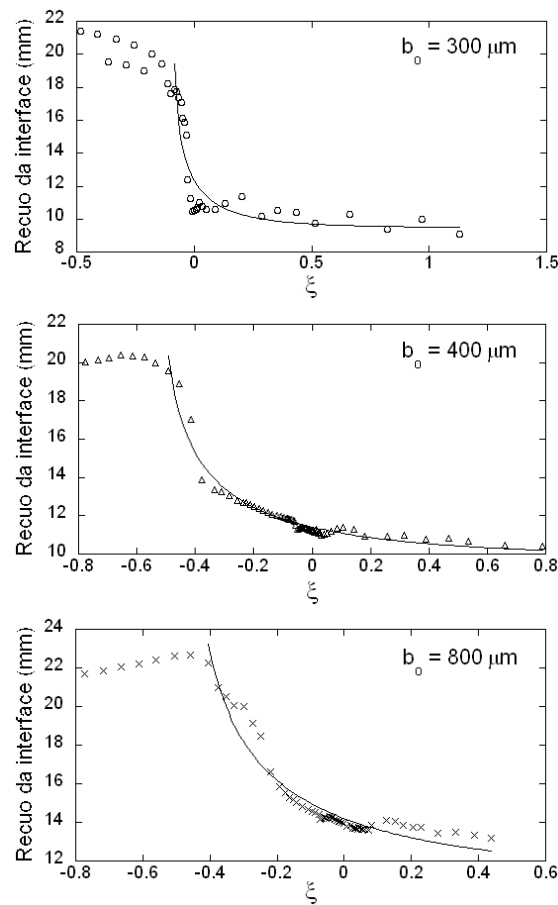 22
20
18
16
14
12
10
8
Recuo da interface (mm)
b₀ = 300 μm
-0.5 0 0.5 1 1.5
ξ
22
20
18
16
14
12
10
Recuo da interface (mm)
b₀ = 400 μm
-0.8 -0.6 -0.4 -0.2 0 0.2 0.4 0.6 0.8
ξ
24
22
20
18
16
14
12
Recuo da interface (mm)
b₀ = 800 μm
-0.8 -0.6 -0.4 -0.2 0 0.2 0.4 0.6
ξ